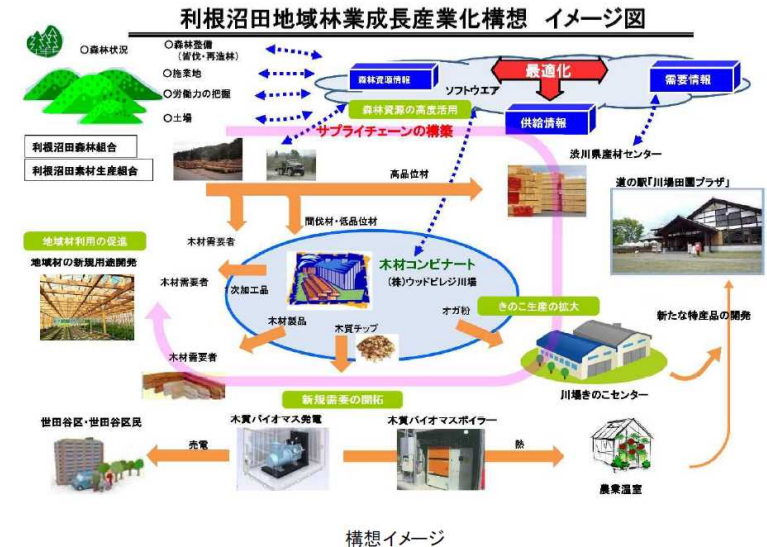 利根沼田地域林業成長産業化構想 イメージ図
○森林状況
○森林整備
（皆伐・再造林）
○施業地
○労働力の把握
○土場
森林資源情報
ソフトウエア
最適化
需要情報
供給情報
森林資源の高度活用
サプライチェーンの構築
利根沼田森林組合
利根沼田素材生産組合
高品位材
渋川県産材センター
道の駅「川場田園プラザ」
間伐材・低品位材
地域材利用の促進
地域材の新規用途開発
木材需要者
木材コンビナート
（株）ウッドビレジ川場
木材需要者
1次加工品
木材製品
木質チップ
オガ粉
きのこ生産の拡大
新たな特産品の開発
木材需要者
川場きのこセンター
新規需要の開拓
世田谷区・世田谷区民
売電
木質バイオマス発電
木質バイオマスボイラー
熱
農業温室
構想イメージ